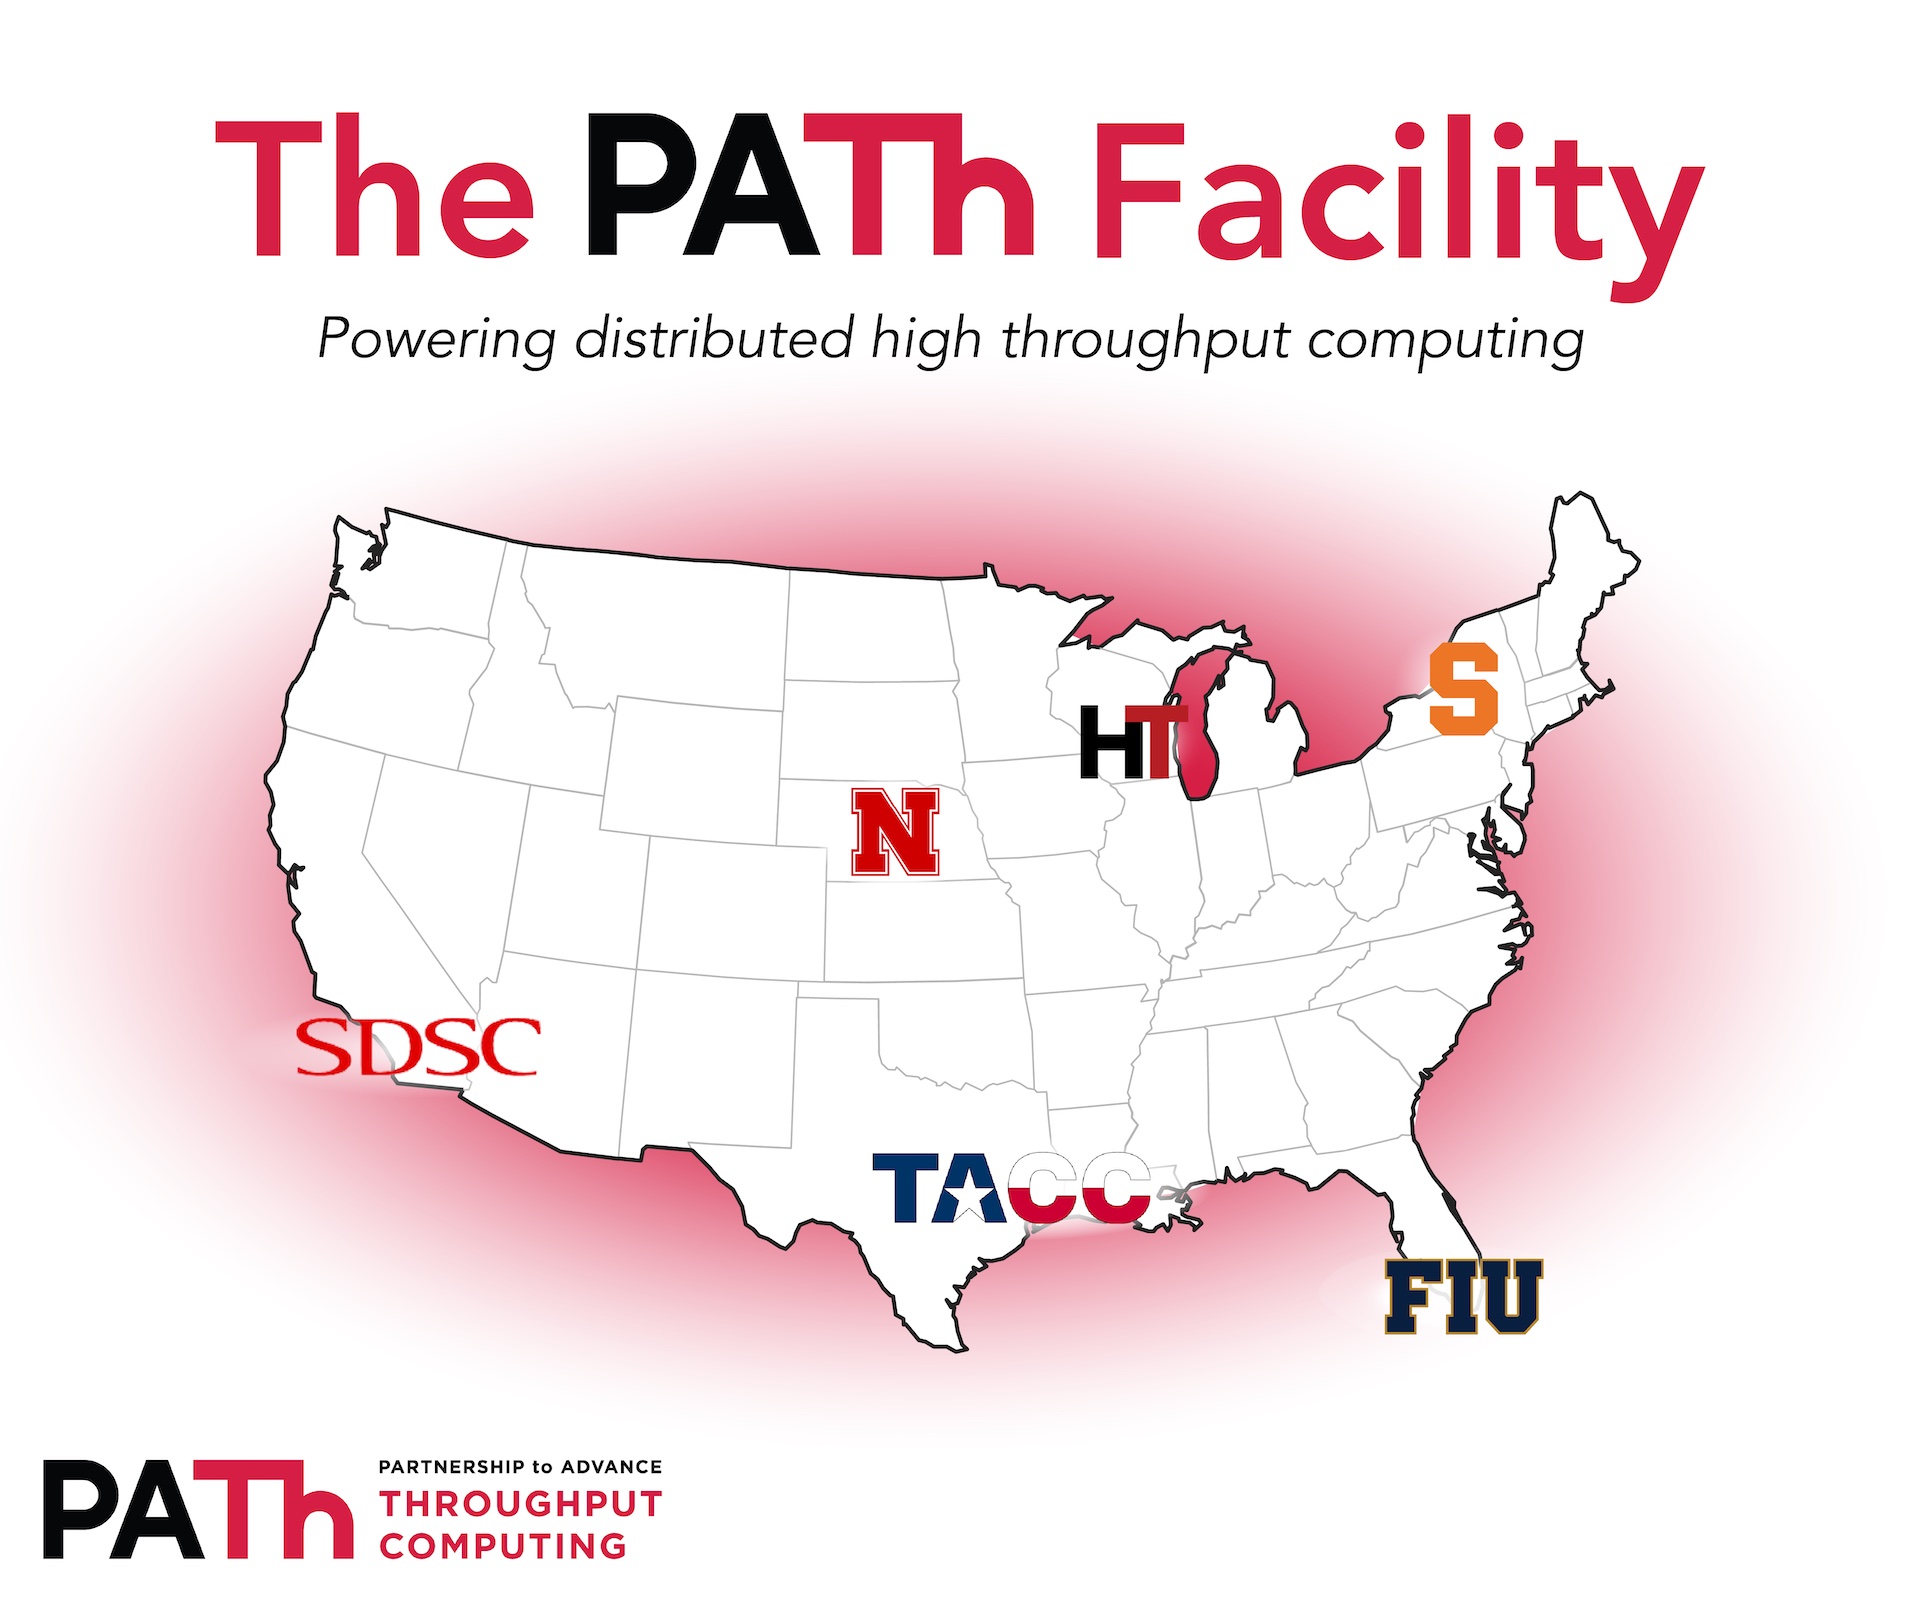 The PATh Facility
Powering distributed high throughput computing
S
HT
N
SDSC
TACC
FIU
PATh
PARTNERSHIP to ADVANCE
THROUGHPUT
COMPUTING